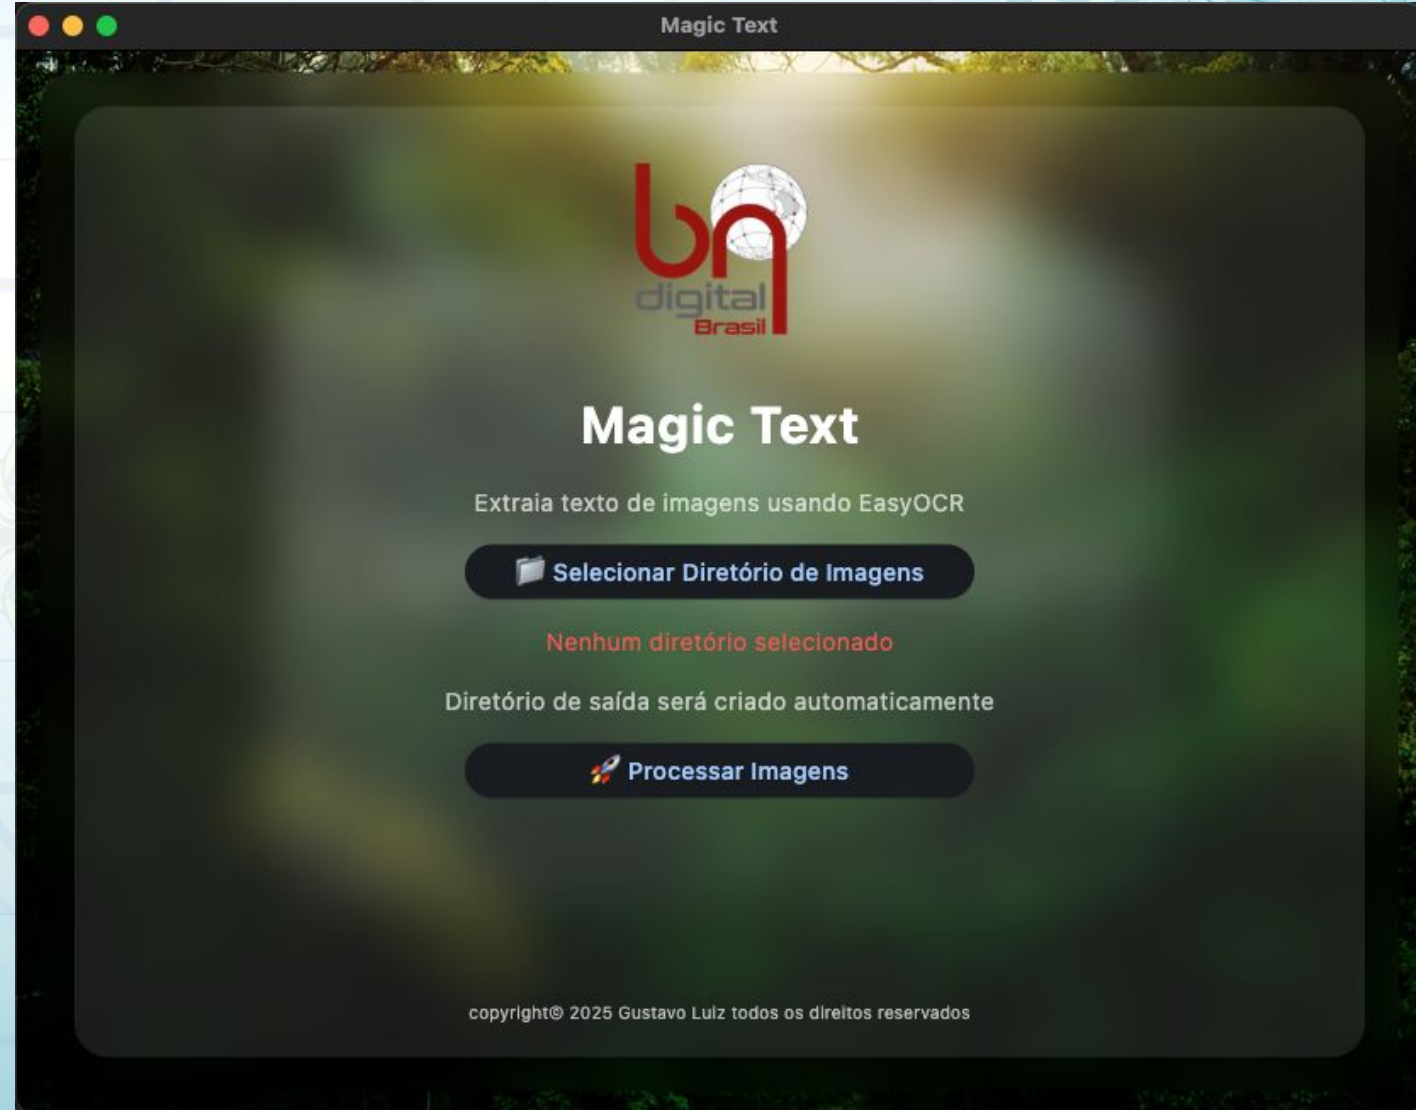 Magic Text
bn
digital
Brasil
Magic Text
Extraia texto de imagens usando EasyOCR
Selecionar Diretório de Imagens
Nenhum diretório selecionado
Diretório de saída será criado automaticamente
Processar Imagens
copyright© 2025 Gustavo Luiz todos os direitos reservados